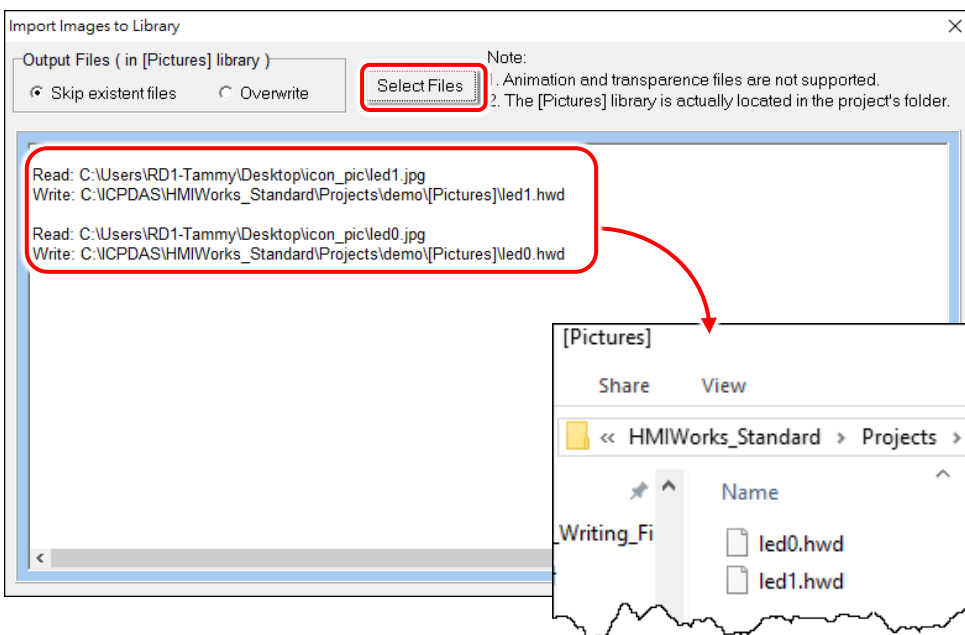 Import Images to Library
Output Files ( in [Pictures] library )
Skip existent files Overwrite
Select Files
Note:
1. Animation and transparence files are not supported.
2. The [Pictures] library is actually located in the project's folder.
Read: C:\Users\RD1-Tammy\Desktop\icon_pic\led1.jpg
Write: C:\ICPDAS\HMIWorks_Standard\Projects\demo\[Pictures]\led1.hwd
Read: C:\Users\RD1-Tammy\Desktop\icon_pic\led0.jpg
Write: C:\ICPDAS\HMIWorks_Standard\Projects\demo\[Pictures]\led0.hwd
[Pictures]
Share View
« HMIWorks_Standard > Projects >
Name
_Writing_Fi
led0.hwd
led1.hwd